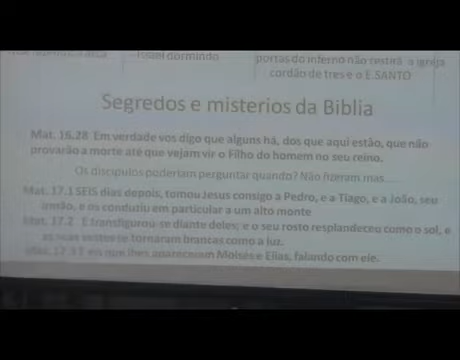 Issael dormindo
portas do inferno não restirá a igreja
cordão de tres e o E.SANTO
Segredos e misterios da Biblia
Mat. 16.28 Em verdade vos digo que alguns há, dos que aqui estão, que não
provarão a morte até que vejam vir o Filho do homem no seu reino.
Os discipulos poderiam perguntar quando? Não fizeram mas....
Mat. 17.1 SEIS dias depois, tomou Jesus consigo a Pedro, e a Tiago, e a João, seu
irmão, e os conduziu em particular a um alto monte
Mat. 17.2 E transfigurou-se diante deles; e o seu rosto resplandeceu como o sol, e
as suas vestes se tornaram brancas como a luz.
Mat. 17.3 E eis que lhes apareceram Moisés e Elias, falando com ele.